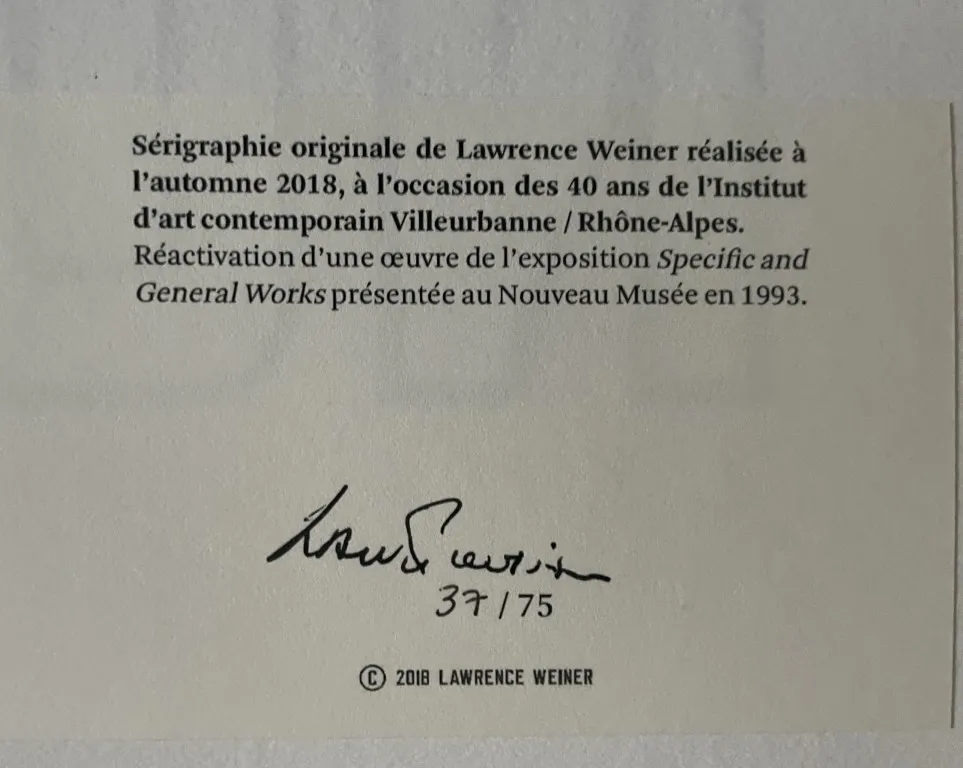 Sérigraphie originale de Lawrence Weiner réalisée à
l'automne 2018, à l'occasion des 40 ans de l'Institut
d'art contemporain Villeurbanne / Rhône-Alpes.
Réactivation d'une œuvre de l'exposition Specific and
General Works présentée au Nouveau Musée en 1993.
37 / 75
© 2018 LAWRENCE WEINER